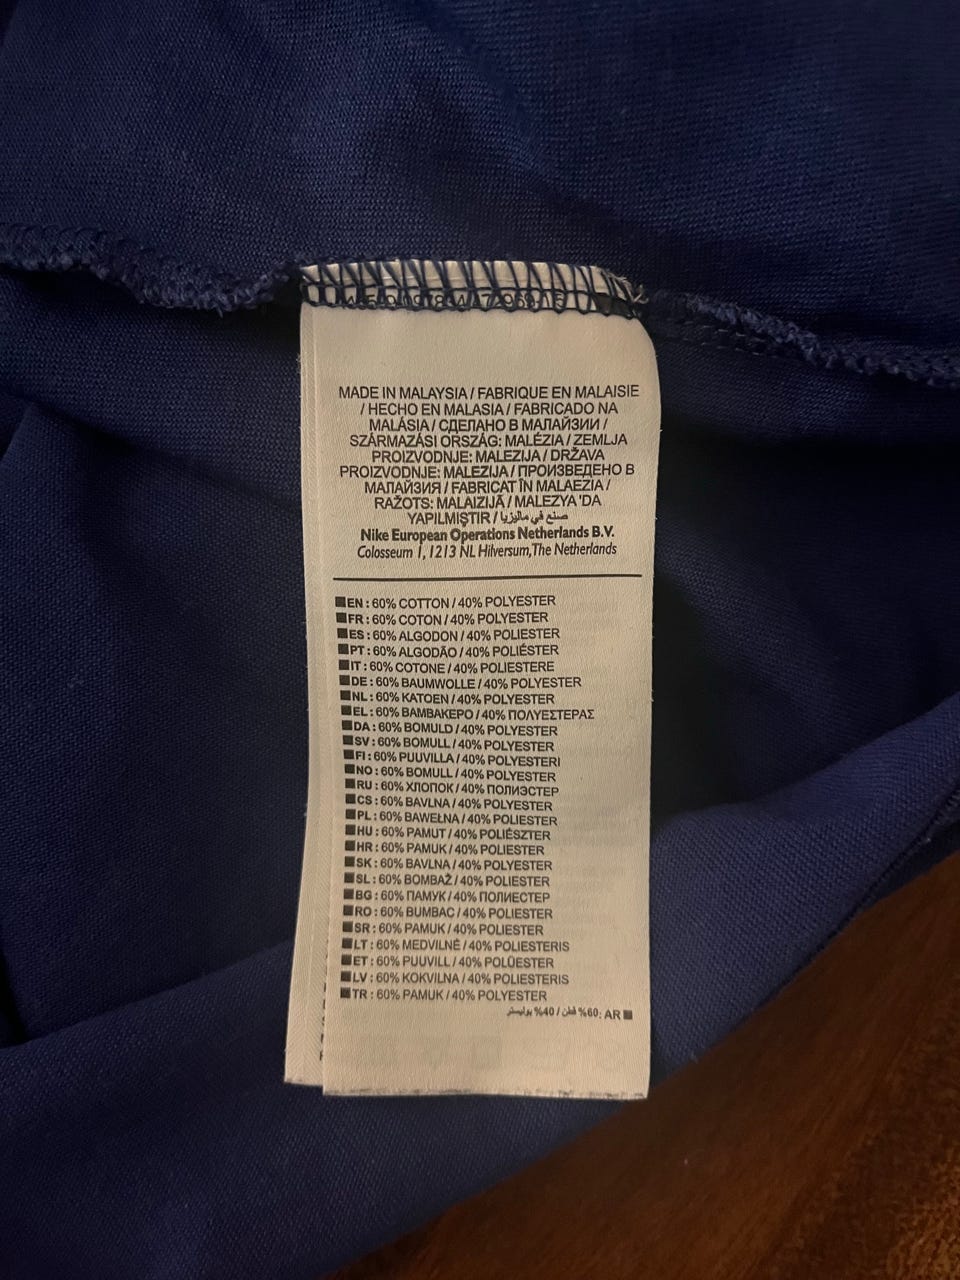 MADE IN MALAYSIA / FABRIQUE EN MALAISIE
/ HECHO EN MALASIA / FABRICADO NA
MALÁSIA / СДЕЛАНО В МАЛАЙЗИИ /
SZÁRMAZÁSI ORSZÁG: MALÉZIA / ZEMLJA
PROIZVODNJE: MALEZIJA / DRŽAVA
PROIZVODNJE: MALEZIJA / ПРОИЗВЕДЕНО В
МАЛАЙЗИЯ / FABRICAT ÎN MALAEZIA /
RAŽOTS: MALAIZIJĀ / MALEZYA 'DA
YAPILMIŞTIR / صنع في ماليزيا
Nike European Operations Netherlands B.V.
Colosseum 1, 1213 NL Hilversum,The Netherlands
EN : 60% COTTON / 40% POLYESTER
FR : 60% COTON / 40% POLYESTER
ES : 60% ALGODON / 40% POLIESTER
PT : 60% ALGODÃO / 40% POLIÉSTER
IT : 60% COTONE / 40% POLIESTERE
DE : 60% BAUMWOLLE / 40% POLYESTER
NL : 60% KATOEN / 40% POLYESTER
EL : 60% ΒΑΜΒΑΚΕΡΟ / 40% ΠΟΛΥΕΣΤΕΡΑΣ
DA : 60% BOMULD / 40% POLYESTER
SV : 60% BOMULL / 40% POLYESTER
FI : 60% PUUVILLA / 40% POLYESTERI
NO : 60% BOMULL / 40% POLYESTER
RU : 60% ХЛОПОК / 40% ПОЛИЭСТЕР
CS : 60% BAVLNA / 40% POLYESTER
PL : 60% BAWEŁNA / 40% POLIESTER
HU : 60% PAMUT / 40% POLIÉSZTER
HR : 60% PAMUK / 40% POLIESTER
SK : 60% BAVLNA / 40% POLYESTER
SL : 60% BOMBAŽ / 40% POLIESTER
BG : 60% ПАМУК / 40% ПОЛИЕСТЕР
RO : 60% BUMBAC / 40% POLIESTER
SR : 60% PAMUK / 40% POLIESTER
LT : 60% MEDVILNĖ / 40% POLIESTERIS
ET : 60% PUUVILL / 40% POLÜESTER
LV : 60% KOKVILNA / 40% POLIESTERIS
TR : 60% PAMUK / 40% POLYESTER
AR :60% قطن / 40% بوليستر